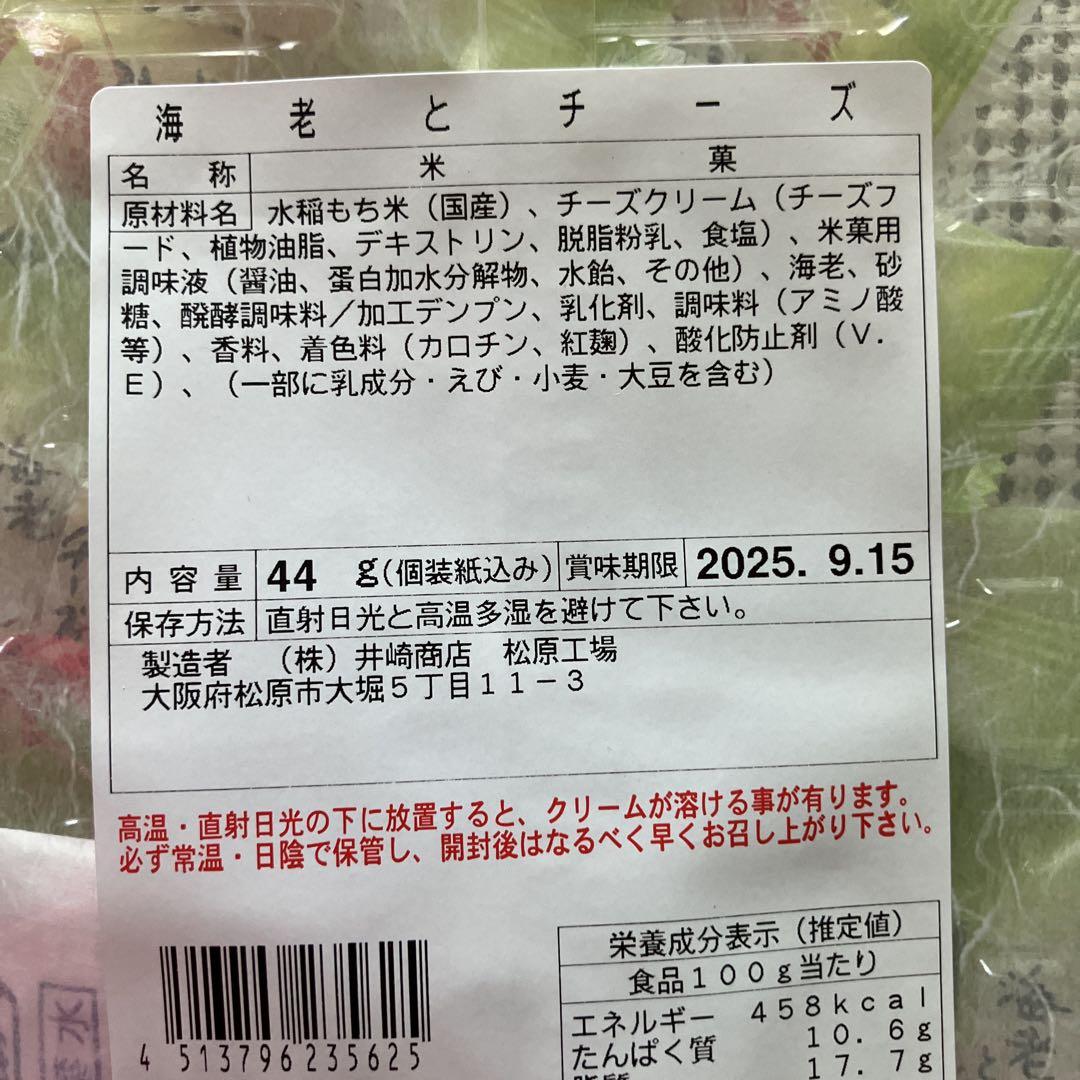 海老とチーズ
名称 米菓
原材料名 水稲もち米（国産）、チーズクリーム（チーズフ
ード、植物油脂、デキストリン、脱脂粉乳、食塩）、米菓用
調味液（醤油、蛋白加水分解物、水飴、その他）、海老、砂
糖、醗酵調味料／加工デンプン、乳化剤、調味料（アミノ酸
等）、香料、着色料（カロチン、紅麹）、酸化防止剤（Ｖ．
Ｅ）、（一部に乳成分・えび・小麦・大豆を含む）
内容量 44 g（個装紙込み） 賞味期限 2025. 9.15
保存方法 直射日光と高温多湿を避けて下さい。
製造者 （株）井崎商店 松原工場
大阪府松原市大堀５丁目１１－３
高温・直射日光の下に放置すると、クリームが溶ける事が有ります。
必ず常温・日陰で保管し、開封後はなるべく早くお召し上がり下さい。
4 513796 235625
栄養成分表示（推定値）
食品１００ｇ当たり
エネルギー ４５８ｋｃａｌ
たんぱく質 １０．６ｇ
脂質 １７．７ｇ
海老